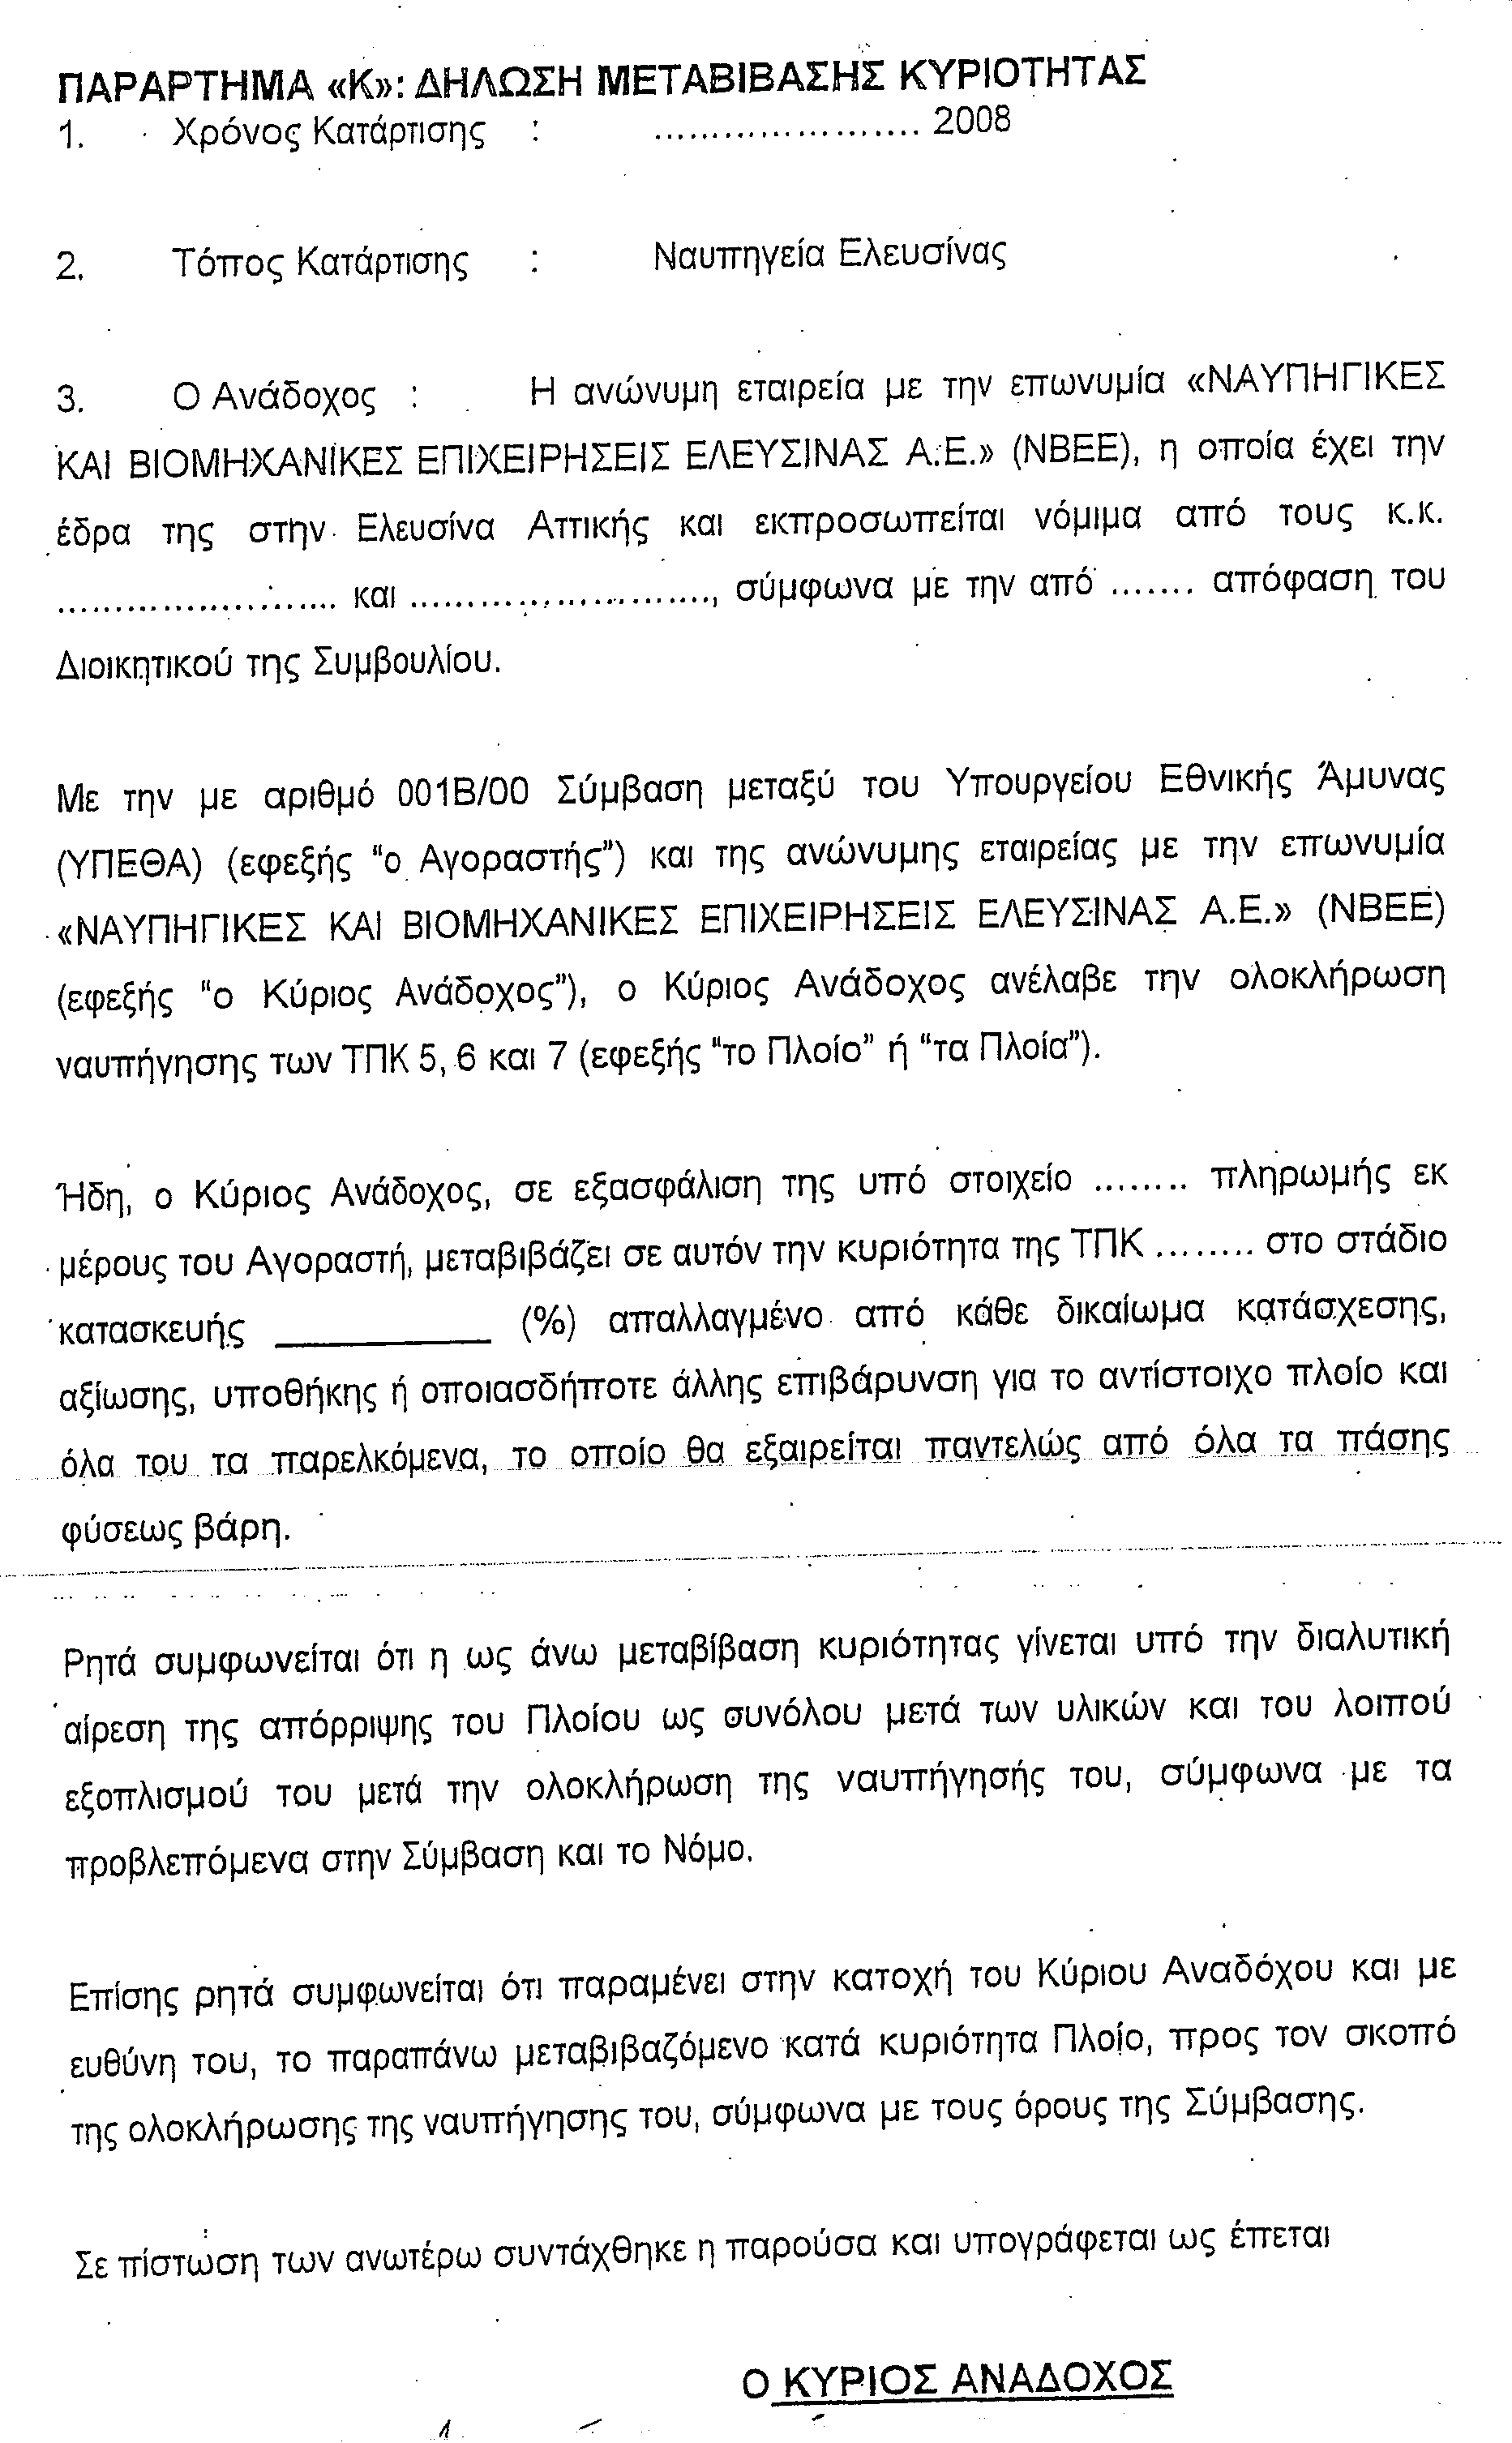 ΠΑΡΑΡΤΗΜΑ «Κ»: ΔΗΛΩΣΗ ΜΕΤΑΒΙΒΑΣΗΣ ΚΥΡΙΟΤΗΤΑΣ
1. Χρόνος Κατάρτισης : ....................... 2008
2. Τόπος Κατάρτισης : Ναυπηγεία Ελευσίνας
3. Ο Ανάδοχος : Η ανώνυμη εταιρεία με την επωνυμία «ΝΑΥΠΗΓΙΚΕΣ
ΚΑΙ ΒΙΟΜΗΧΑΝΙΚΕΣ ΕΠΙΧΕΙΡΗΣΕΙΣ ΕΛΕΥΣΙΝΑΣ Α.Ε.» (ΝΒΕΕ), η οποία έχει την
έδρα της στην Ελευσίνα Αττικής και εκπροσωπείται νόμιμα από τους κ.κ.
......................... και ..........................., σύμφωνα με την από ....... απόφαση του
Διοικητικού της Συμβουλίου.
Με την με αριθμό 001Β/00 Σύμβαση μεταξύ του Υπουργείου Εθνικής Άμυνας
(ΥΠΕΘΑ) (εφεξής "ο Αγοραστής") και της ανώνυμης εταιρείας με την επωνυμία
«ΝΑΥΠΗΓΙΚΕΣ ΚΑΙ ΒΙΟΜΗΧΑΝΙΚΕΣ ΕΠΙΧΕΙΡΗΣΕΙΣ ΕΛΕΥΣΙΝΑΣ Α.Ε.» (ΝΒΕΕ)
(εφεξής "ο Κύριος Ανάδοχος"), ο Κύριος Ανάδοχος ανέλαβε την ολοκλήρωση
ναυπήγησης των ΤΠΚ 5, 6 και 7 (εφεξής "το Πλοίο" ή "τα Πλοία").
Ήδη, ο Κύριος Ανάδοχος, σε εξασφάλιση της υπό στοιχείο ........ πληρωμής εκ
μέρους του Αγοραστή, μεταβιβάζει σε αυτόν την κυριότητα της ΤΠΚ ........ στο στάδιο
κατασκευής __________ (%) απαλλαγμένο από κάθε δικαίωμα κατάσχεσης,
αξίωσης, υποθήκης ή οποιασδήποτε άλλης επιβάρυνση για το αντίστοιχο πλοίο και
όλα του τα παρελκόμενα, το οποίο θα εξαιρείται παντελώς από όλα τα πάσης
φύσεως βάρη.
Ρητά συμφωνείται ότι η ως άνω μεταβίβαση κυριότητας γίνεται υπό την διαλυτική
αίρεση της απόρριψης του Πλοίου ως συνόλου μετά των υλικών και του λοιπού
εξοπλισμού του μετά την ολοκλήρωση της ναυπήγησής του, σύμφωνα με τα
προβλεπόμενα στην Σύμβαση και το Νόμο.
Επίσης ρητά συμφωνείται ότι παραμένει στην κατοχή του Κύριου Αναδόχου και με
ευθύνη του, το παραπάνω μεταβιβαζόμενο κατά κυριότητα Πλοίο, προς τον σκοπό
της ολοκλήρωσης της ναυπήγησης του, σύμφωνα με τους όρους της Σύμβασης.
Σε πίστωση των ανωτέρω συντάχθηκε η παρούσα και υπογράφεται ως έπεται
Ο ΚΥΡΙΟΣ ΑΝΑΔΟΧΟΣ